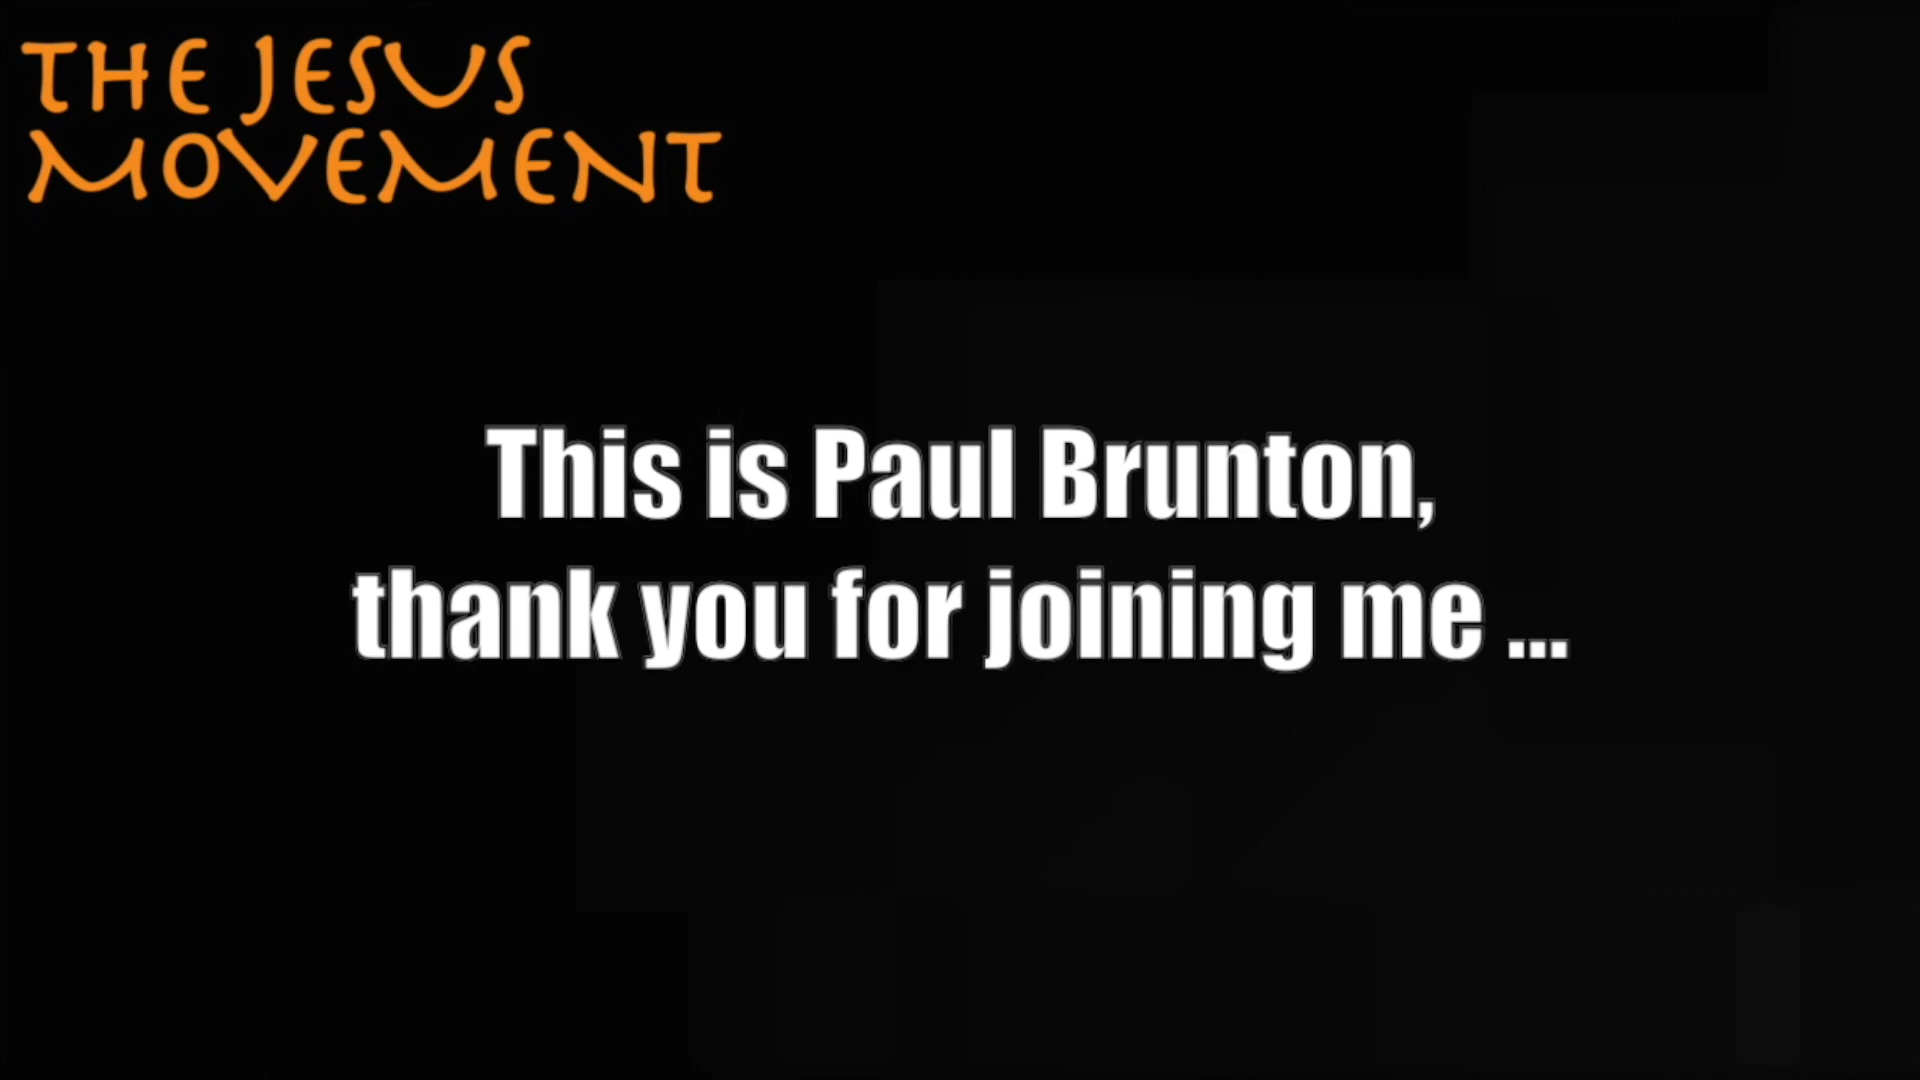 THE JESUS
MOVEMENT
This is Paul Brunton,
thank you for joining me ...